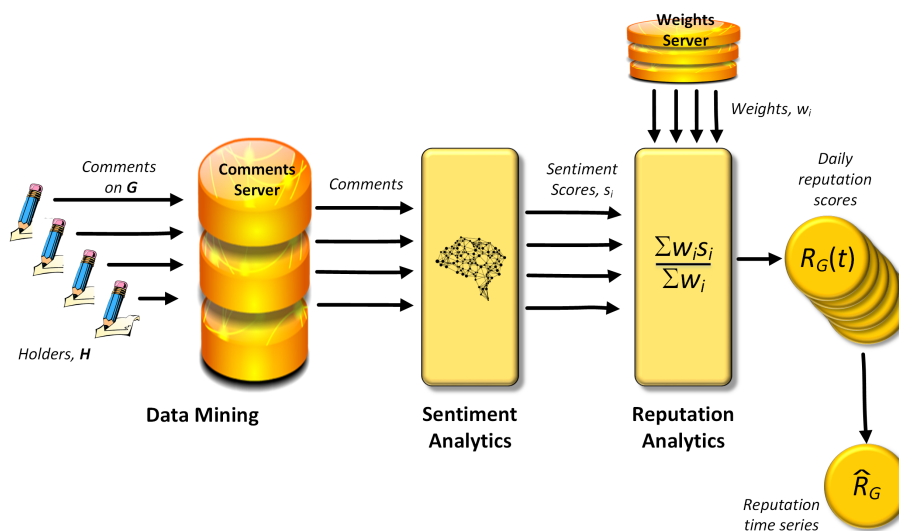 Weights
Server
Weights, wᵢ
Comments
on G
Comments
Server
Comments
Sentiment
Scores, sᵢ
Daily
reputation
scores
∑wᵢsᵢ
∑wᵢ
R_G(t)
Holders, H
Data Mining
Sentiment
Analytics
Reputation
Analytics
R̂_G
Reputation
time series